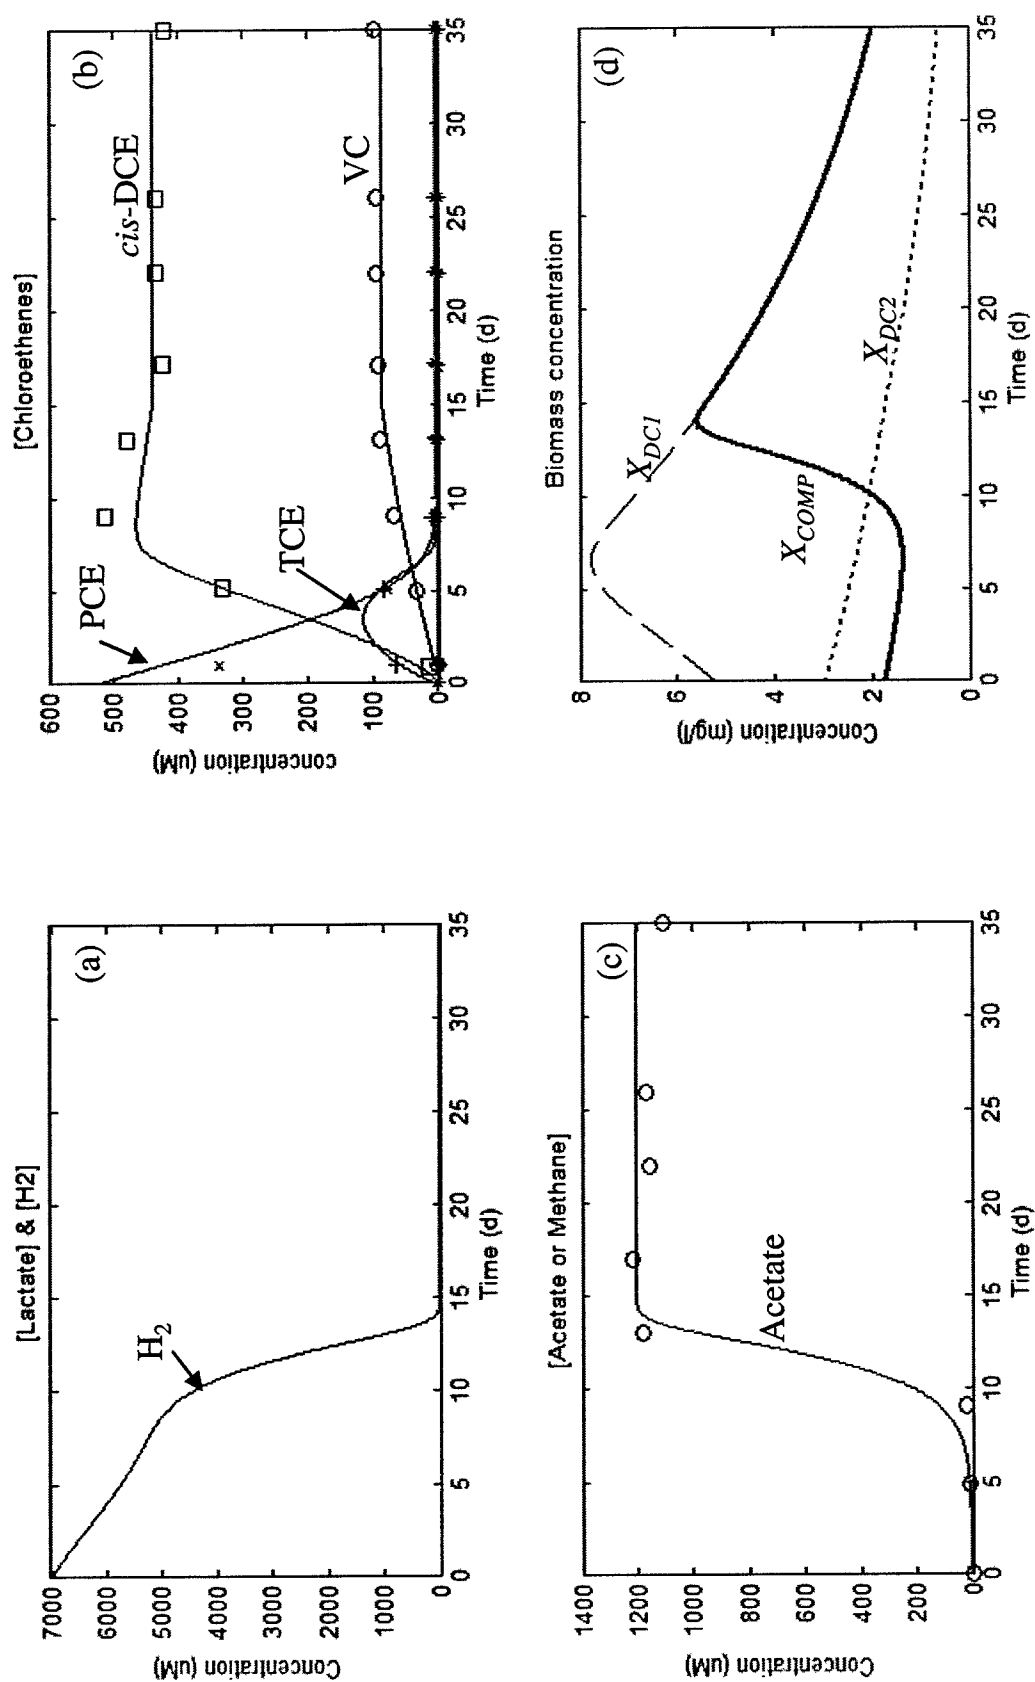 [Lactate] & [H2]
(a)
Concentration (uM)
7000
6000
5000
4000
3000
2000
1000
0
H2
0 5 10 15 20 25 30 35
Time (d)
[Chloroethenes]
(b)
concentration (uM)
600
500
400
300
200
100
0
PCE
TCE
cis-DCE
VC
0 5 10 15 20 25 30 35
Time (d)
[Acetate or Methane]
(c)
Concentration (uM)
1400
1200
1000
800
600
400
200
0
Acetate
0 5 10 15 20 25 30 35
Time (d)
Biomass concentration
(d)
Concentration (mg/l)
8
6
4
2
0
XDC1
XCOMP
XDC2
0 5 10 15 20 25 30 35
Time (d)